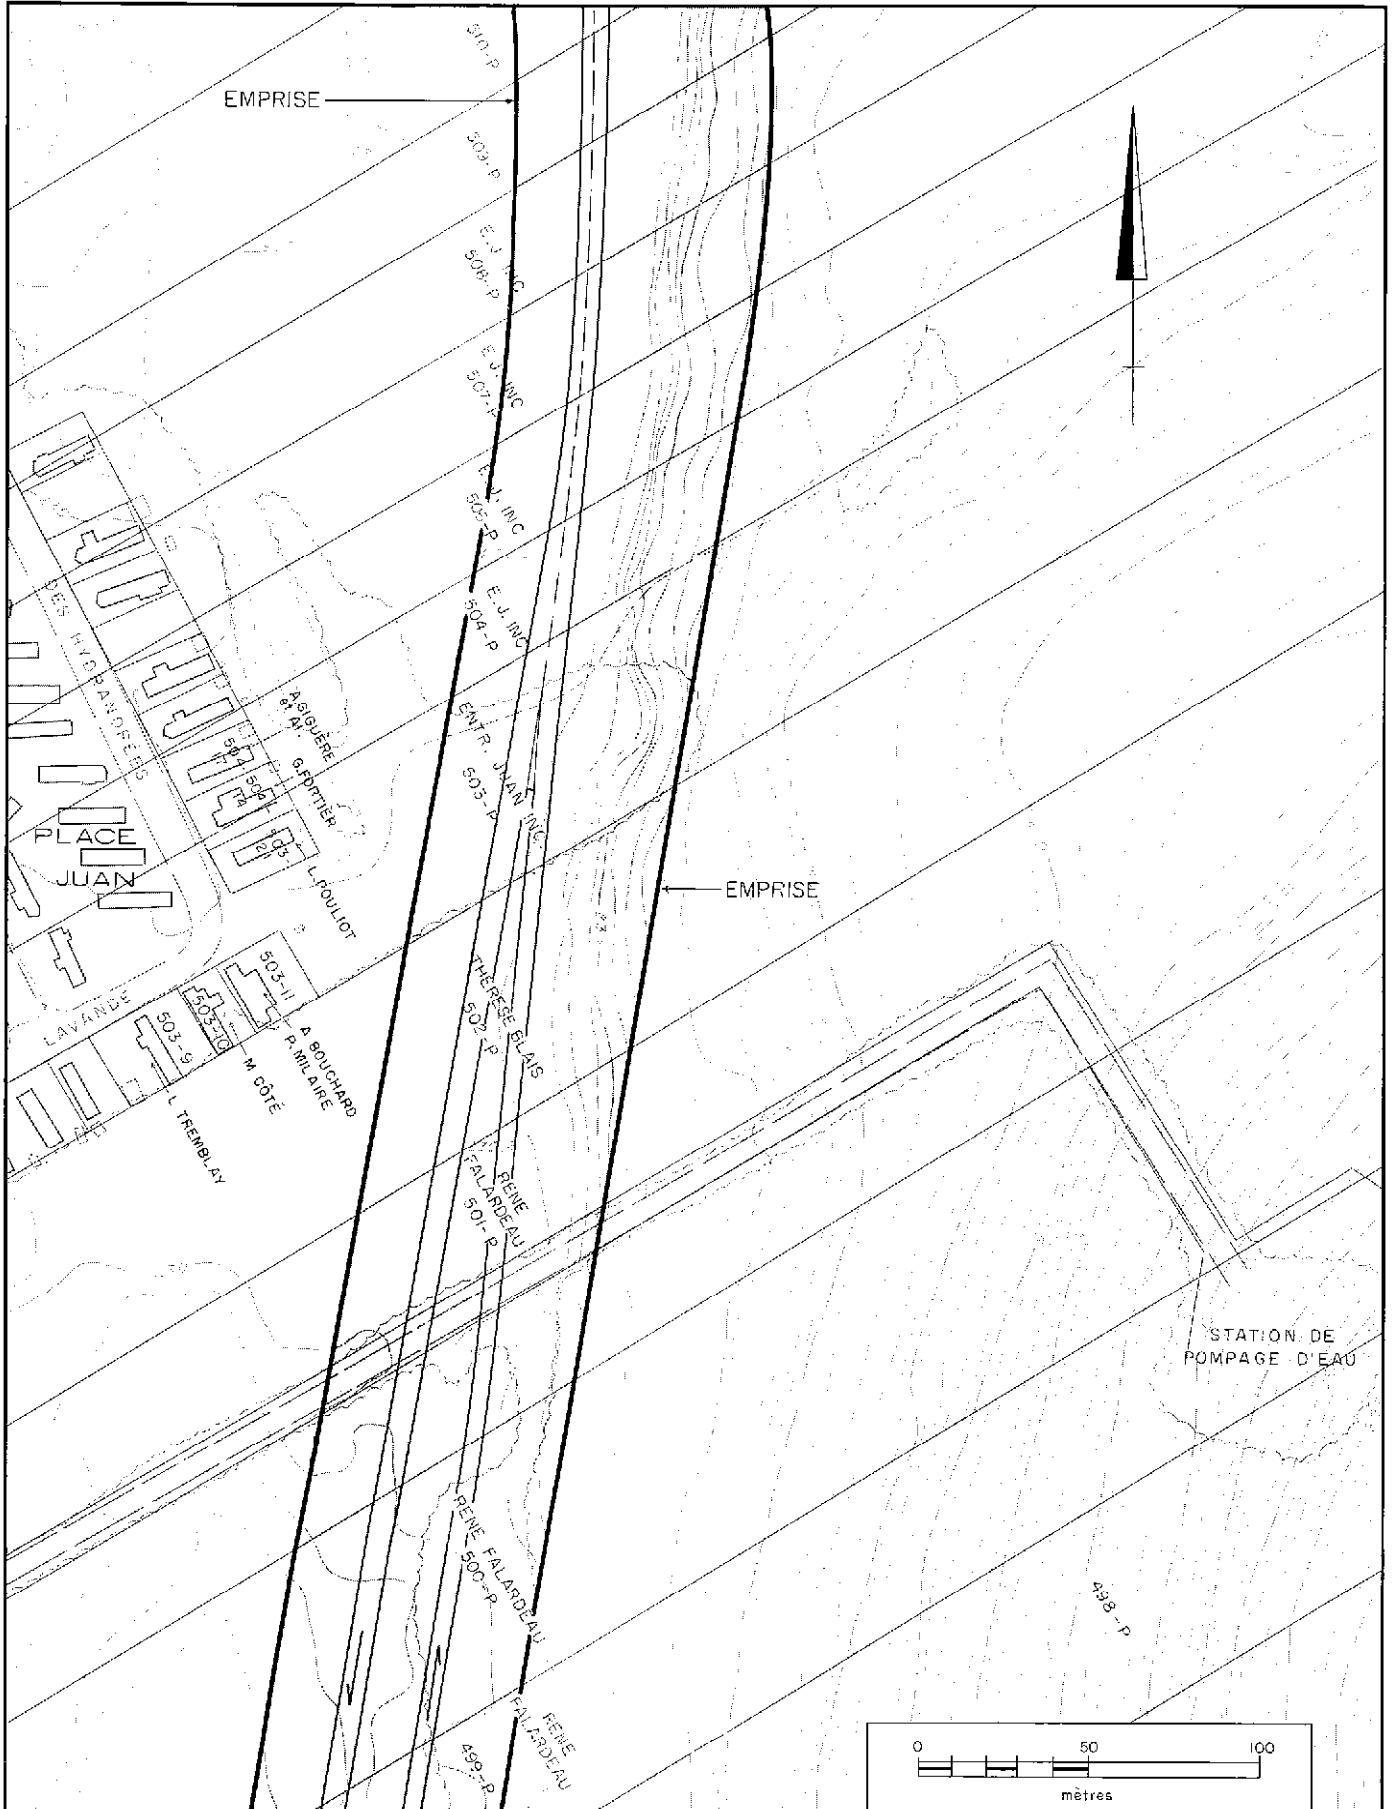 510-P
EMPRISE
509-P
E. J. INC
508-P
E. J. INC
507-P
E. J. INC
505-P
E. J. INC
504-P
DES HYDRANGÉES
A. GIGUÈRE
et Al
G. FORTIER
L. POULIOT
ENTR. JUAN INC.
503-P
PLACE
JUAN
EMPRISE
LAVANDE
503-11
503-10
503-9
A BOUCHARD
P. MILAIRE
M CÔTÉ
L TREMBLAY
THÉRÈSE BLAIS
502-P
RENE
FALARDEAU
501-P
STATION DE
POMPAGE D'EAU
RENE FALARDEAU
500-P
498-P
RENE
FALARDEAU
499-P
0 50 100
mètres